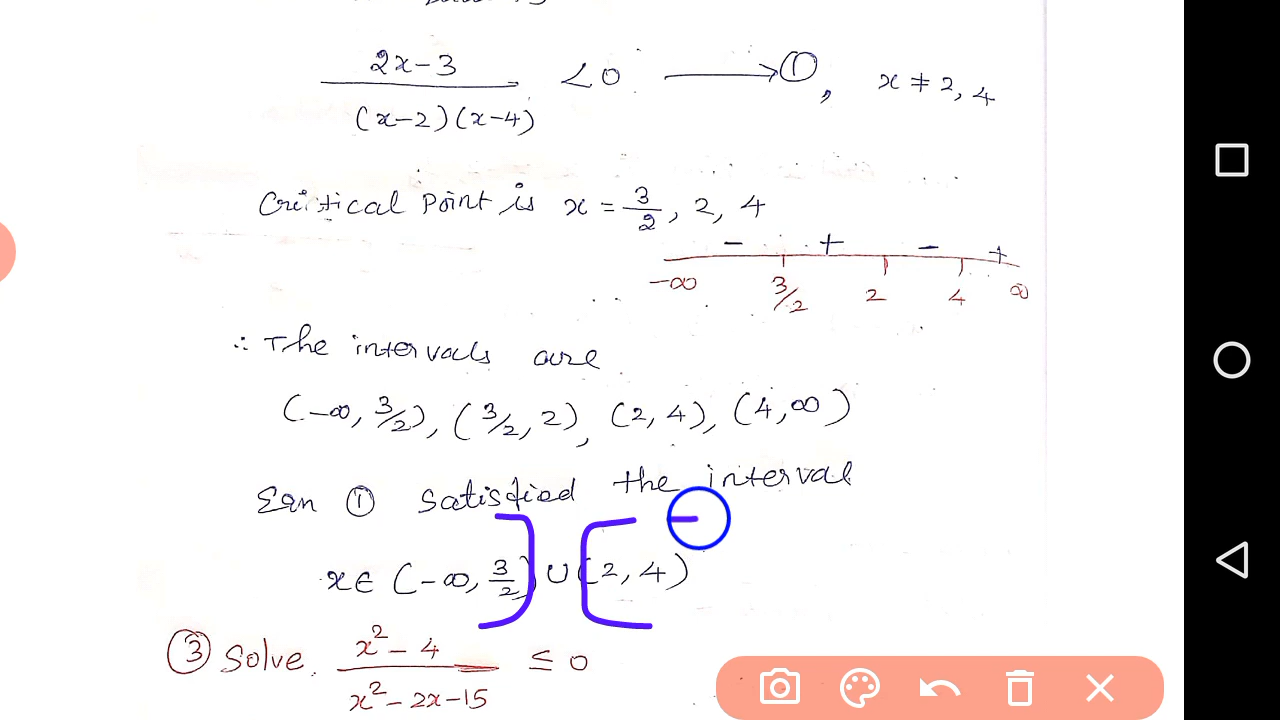 2x-3 / (x-2)(x-4) < 0 ⟶ ①, x ≠ 2, 4
Critical Point is x = 3/2, 2, 4
- + - +
-∞ 3/2 2 4 ∞
∴ The intervals are
(-∞, 3/2), (3/2, 2), (2, 4), (4, ∞)
Eqn ① satisfied the interval
x ∈ (-∞, 3/2) ∪ (2, 4)
③ Solve. x² - 4 / x² - 2x - 15 ≤ 0